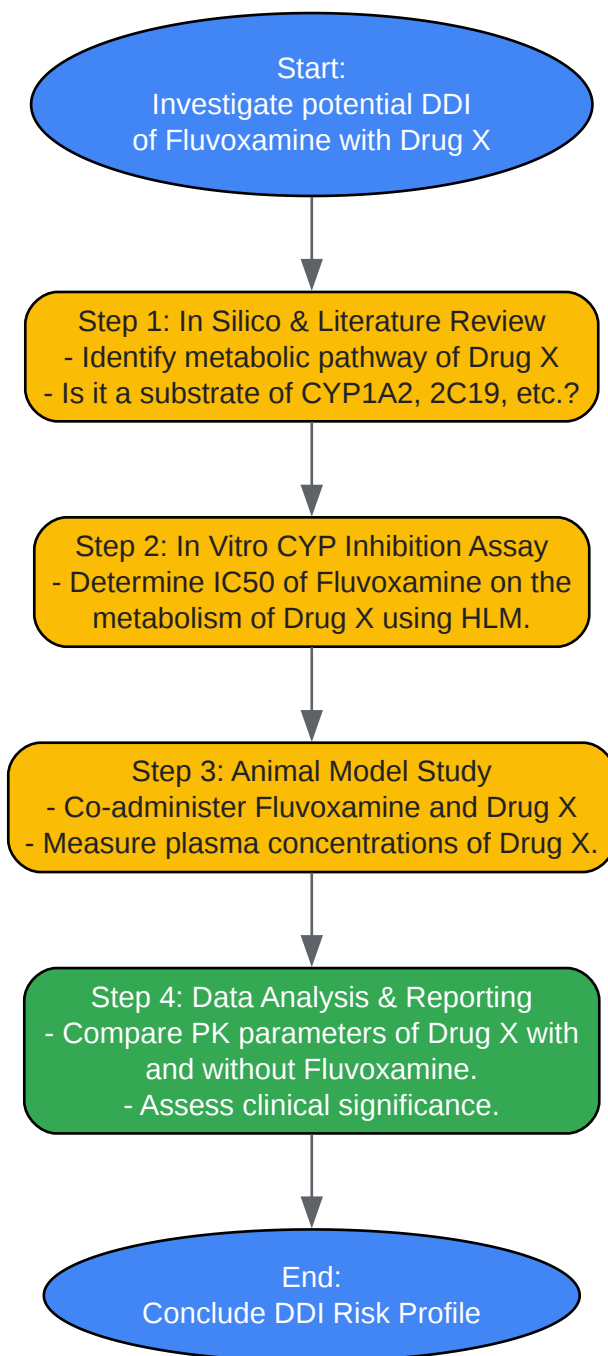 Start:
Investigate potential DDI
of Fluvoxamine with Drug X
Step 1: In Silico & Literature Review
- Identify metabolic pathway of Drug X
- Is it a substrate of CYP1A2, 2C19, etc.?
Step 2: In Vitro CYP Inhibition Assay
- Determine IC50 of Fluvoxamine on the
metabolism of Drug X using HLM.
Step 3: Animal Model Study
- Co-administer Fluvoxamine and Drug X
- Measure plasma concentrations of Drug X.
Step 4: Data Analysis & Reporting
- Compare PK parameters of Drug X with
and without Fluvoxamine.
- Assess clinical significance.
End:
Conclude DDI Risk Profile